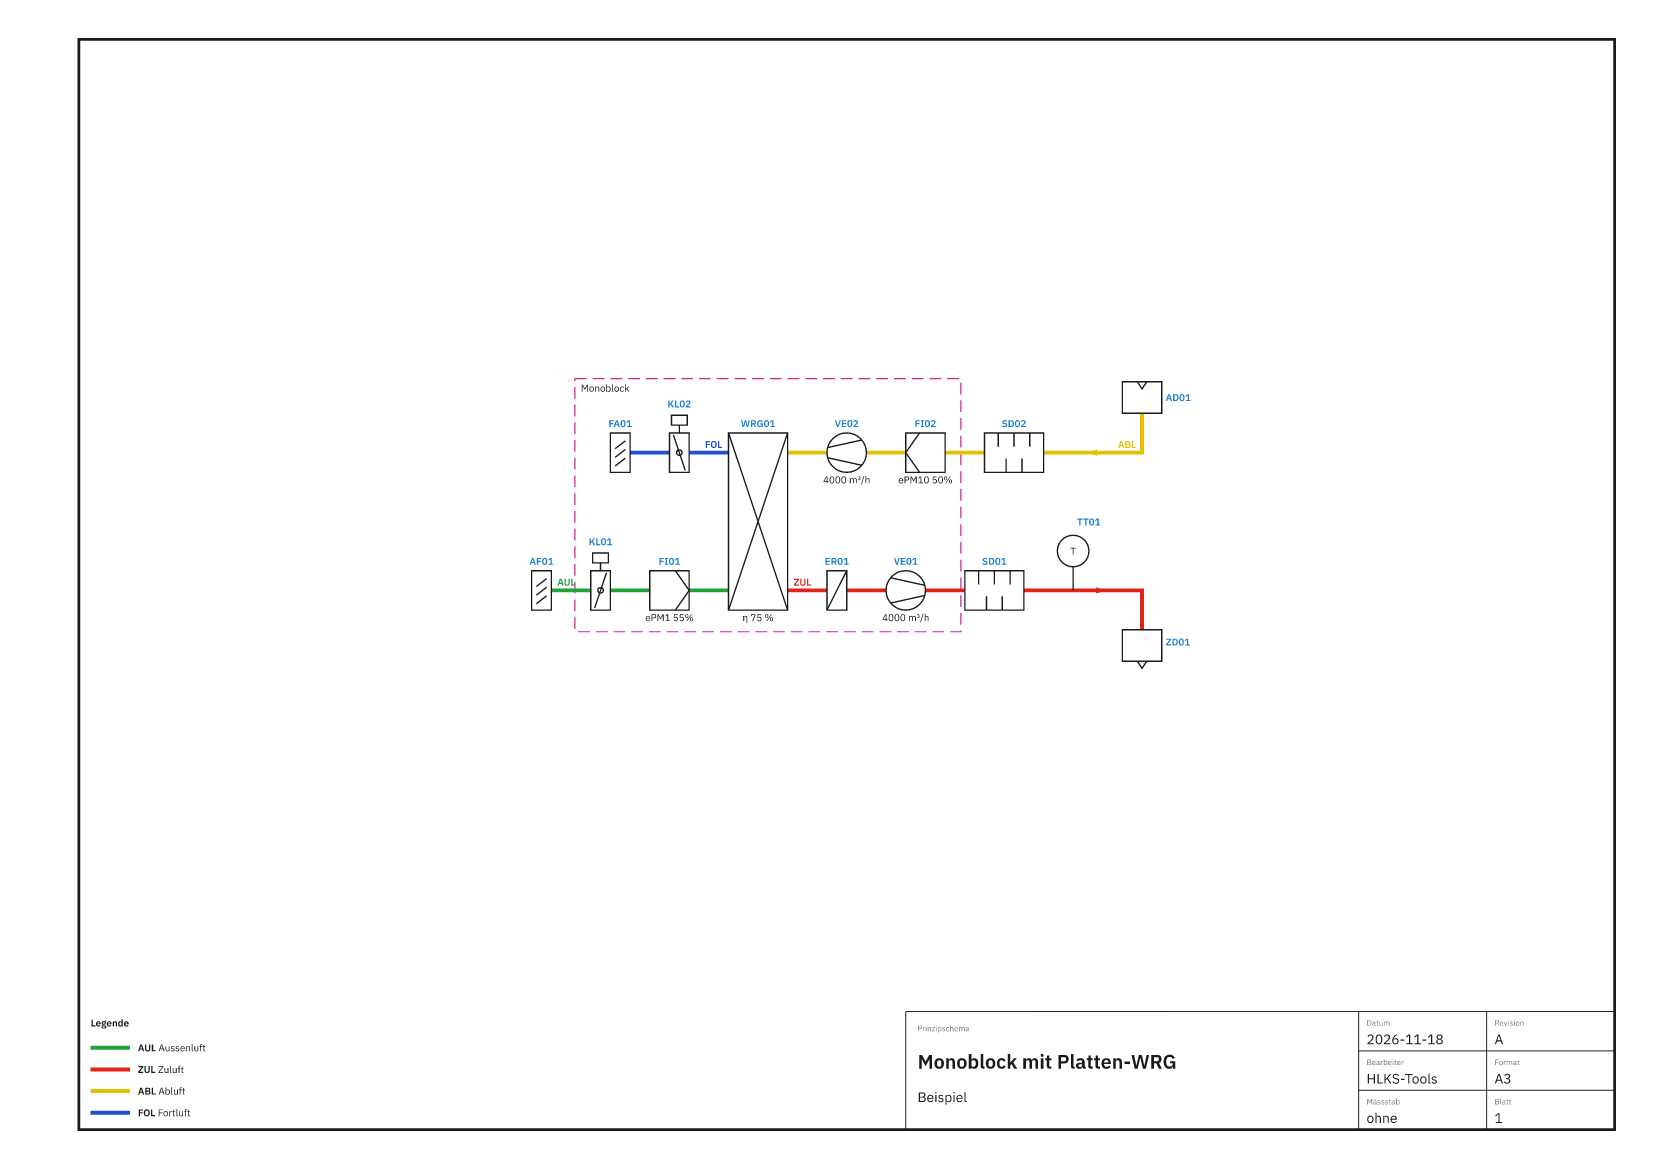 Monoblock
KL02
AD01
FA01
WRG01
VE02
FI02
SD02
FOL
ABL
4000 m³/h
ePM10 50%
TT01
KL01
T
AF01
FI01
ER01
VE01
SD01
AUL
ZUL
ePM1 55%
η 75 %
4000 m³/h
ZD01
Legende
AUL Aussenluft
ZUL Zuluft
ABL Abluft
FOL Fortluft
Prinzipschema
Monoblock mit Platten-WRG
Beispiel
Datum
2026-11-18
Revision
A
Bearbeiter
HLKS-Tools
Format
A3
Massstab
ohne
Blatt
1